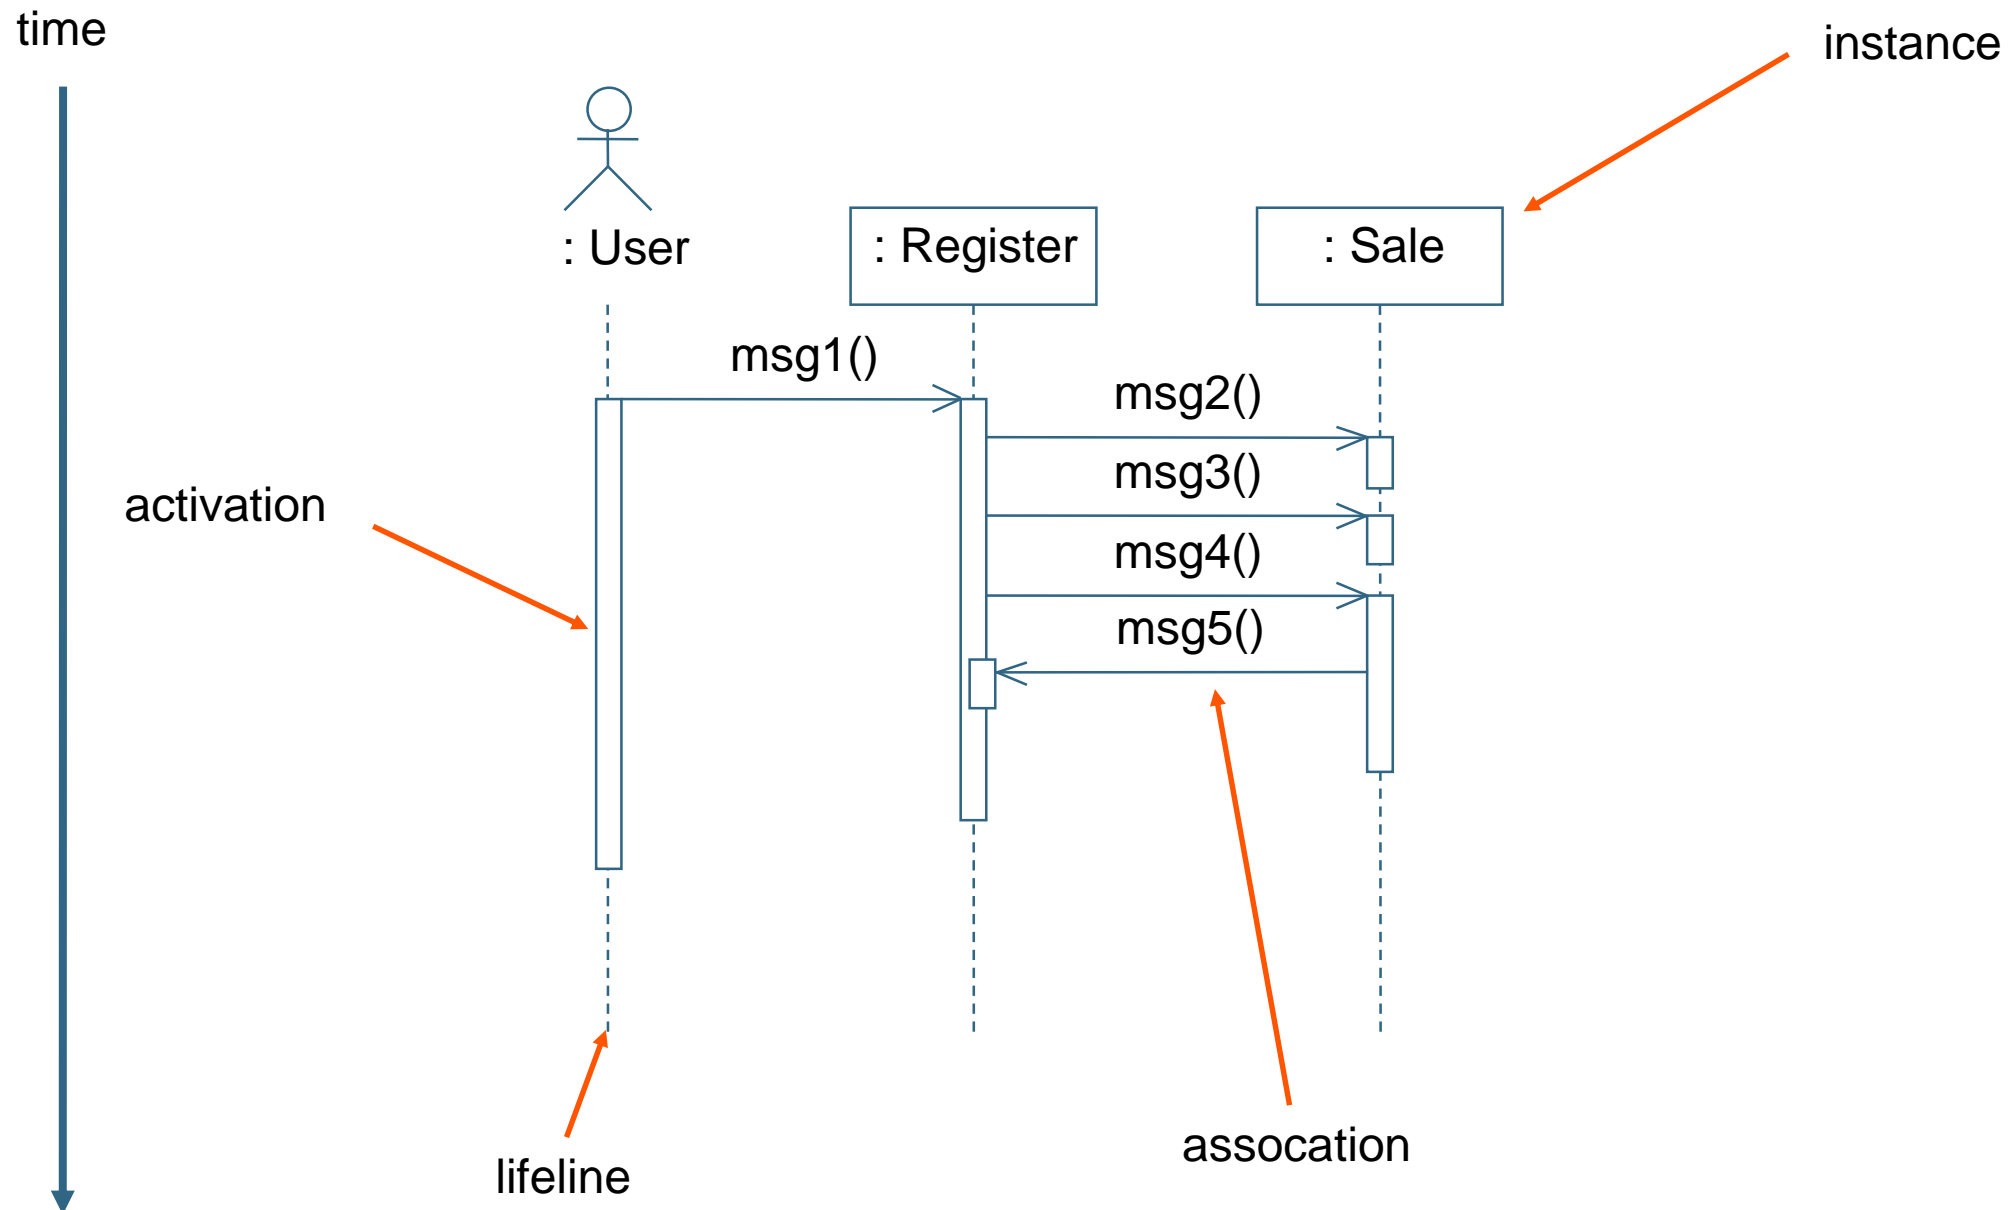 time
instance
: User
: Register
: Sale
msg1()
msg2()
msg3()
activation
msg4()
msg5()
assocation
lifeline